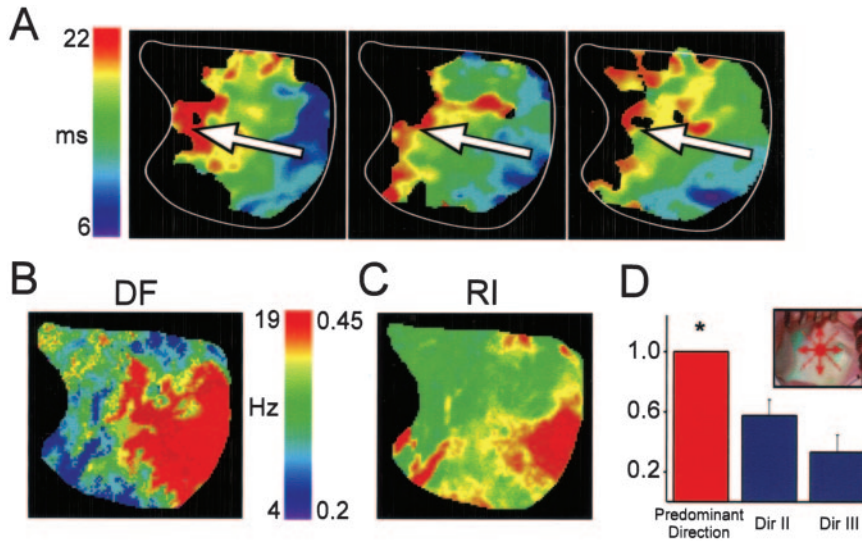 A
22
ms
6
B
DF
19
Hz
4
0.45
0.2
C
RI
D
*
1.0
0.6
0.2
Predominant
Direction
Dir II
Dir III